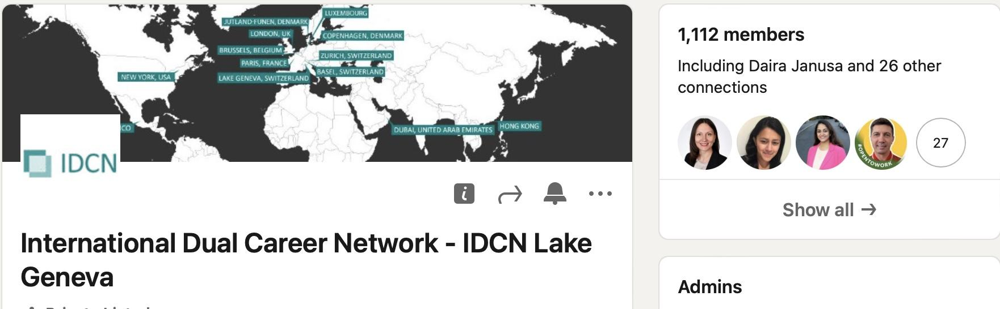 LUXEMBOURG
JUTLAND-FUNEN, DENMARK
LONDON, UK
COPENHAGEN, DENMARK
BRUSSELS, BELGIUM
ZURICH, SWITZERLAND
PARIS, FRANCE
BASEL, SWITZERLAND
NEW YORK, USA
LAKE GENEVA, SWITZERLAND
CO
DUBAI, UNITED ARAB EMIRATES
HONG KONG
IDCN
International Dual Career Network - IDCN Lake
Geneva
1,112 members
Including Daira Janusa and 26 other
connections
#OPENTOWORK
27
Show all →
Admins